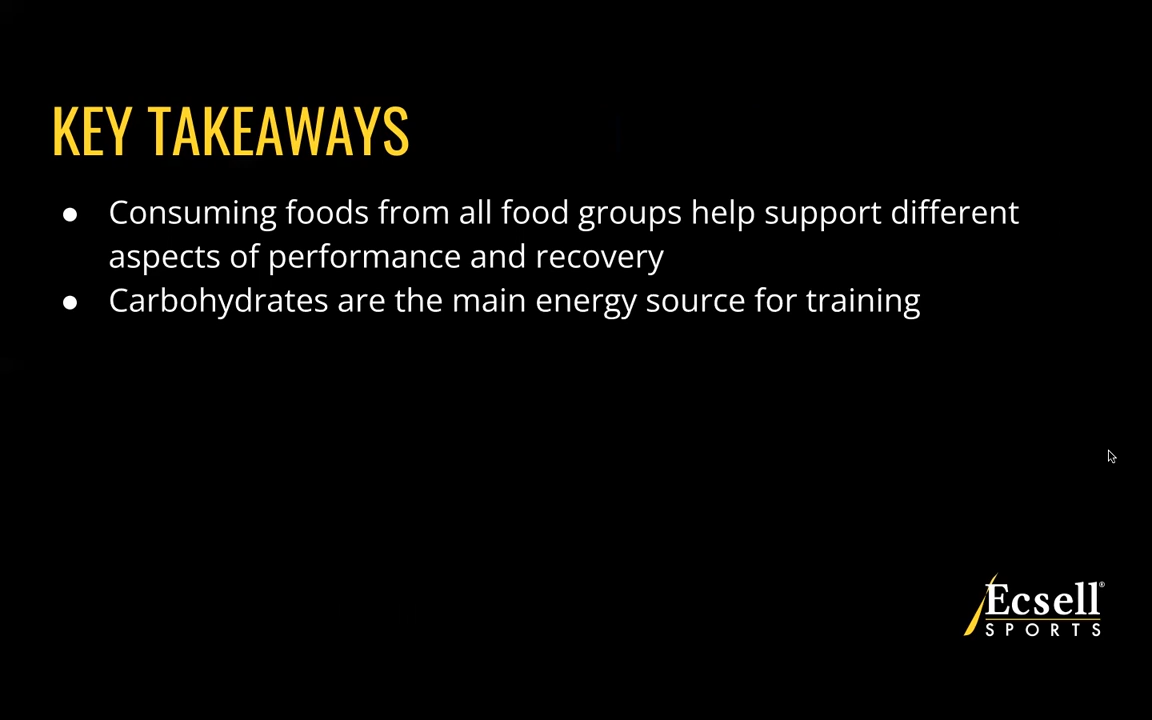 KEY TAKEAWAYS
● Consuming foods from all food groups help support different
aspects of performance and recovery
● Carbohydrates are the main energy source for training
Ecsell®
SPORTS